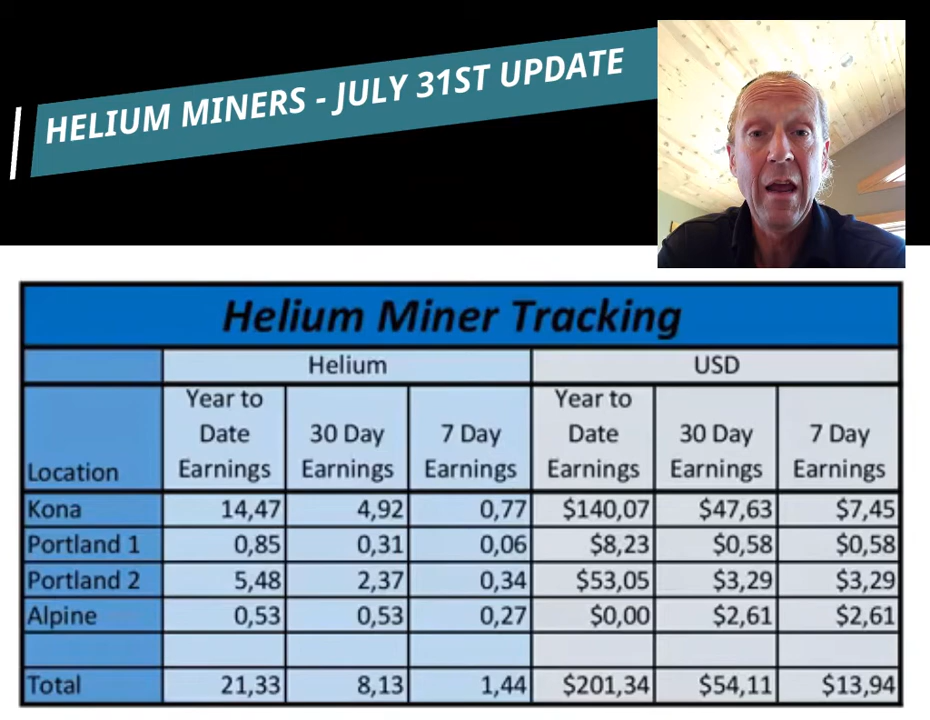 HELIUM MINERS - JULY 31ST UPDATE
Helium Miner Tracking
Helium USD
Location Year to Date Earnings 30 Day Earnings 7 Day Earnings Year to Date Earnings 30 Day Earnings 7 Day Earnings
Kona 14,47 4,92 0,77 $140,07 $47,63 $7,45
Portland 1 0,85 0,31 0,06 $8,23 $0,58 $0,58
Portland 2 5,48 2,37 0,34 $53,05 $3,29 $3,29
Alpine 0,53 0,53 0,27 $0,00 $2,61 $2,61
Total 21,33 8,13 1,44 $201,34 $54,11 $13,94